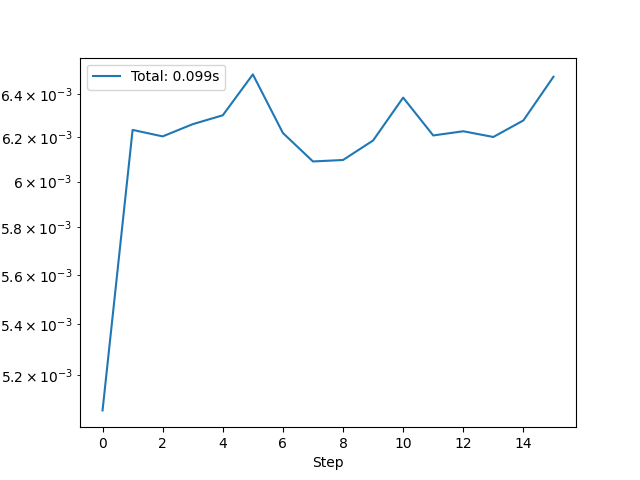 Total: 0.099s
6.4 × 10⁻³
6.2 × 10⁻³
6 × 10⁻³
5.8 × 10⁻³
5.6 × 10⁻³
5.4 × 10⁻³
5.2 × 10⁻³
0 2 4 6 8 10 12 14
Step